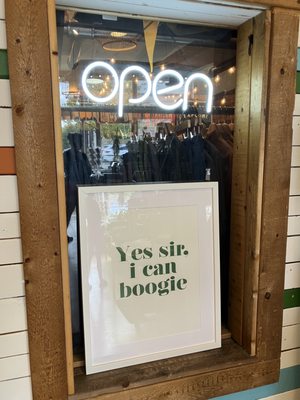 open
Yes sir,
i can
boogie